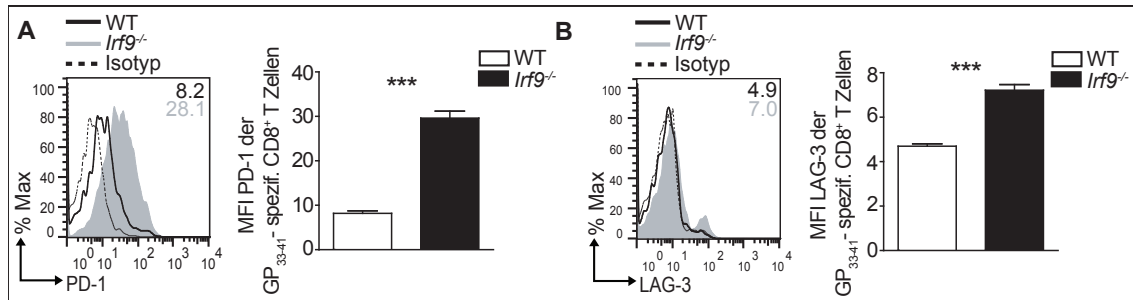 A
WT
Irf9-/-
Isotyp
8.2
28.1
% Max
100
80
60
40
20
0
10^0 10^1 10^2 10^3 10^4
PD-1
MFI PD-1 der
GP33-41- spezif. CD8+ T Zellen
40
30
20
10
0
***
WT
Irf9-/-
B
WT
Irf9-/-
Isotyp
4.9
7.0
% Max
100
80
60
40
20
0
10^0 10^1 10^2 10^3 10^4
LAG-3
MFI LAG-3 der
GP33-41- spezif. CD8+ T Zellen
8
6
4
2
0
***
WT
Irf9-/-